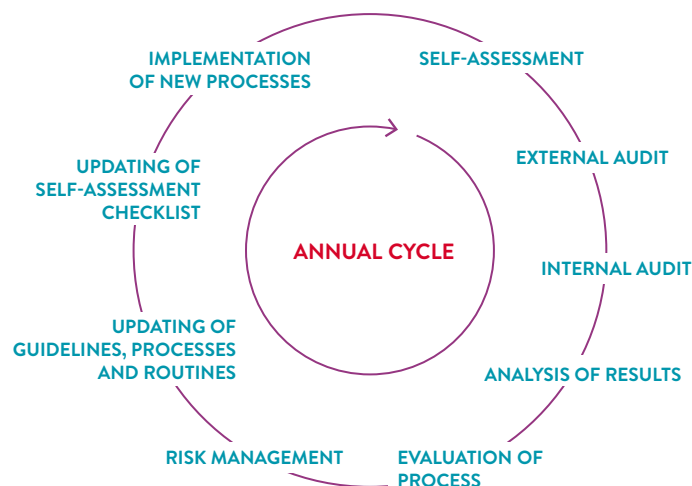 IMPLEMENTATION
OF NEW PROCESSES
SELF-ASSESSMENT
EXTERNAL AUDIT
INTERNAL AUDIT
ANALYSIS OF RESULTS
EVALUATION OF
PROCESS
RISK MANAGEMENT
UPDATING OF
GUIDELINES, PROCESSES
AND ROUTINES
UPDATING OF
SELF-ASSESSMENT
CHECKLIST
ANNUAL CYCLE